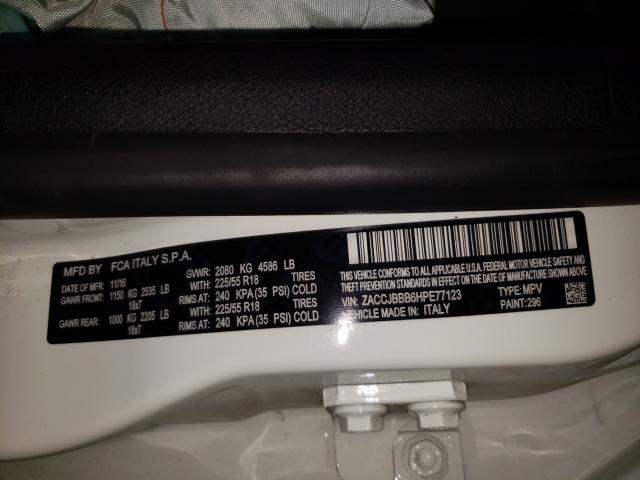 MFD BY FCA ITALY S.P.A.
DATE OF MFR: 11/16 GVWR: 2080 KG 4586 LB
GAWR FRONT: 1150 KG 2535 LB WITH: 225/55 R18 TIRES
18x7 RIMS AT: 240 KPA (35 PSI) COLD
GAWR REAR: 1000 KG 2205 LB WITH: 225/55 R18 TIRES
18x7 RIMS AT: 240 KPA (35 PSI) COLD
THIS VEHICLE CONFORMS TO ALL APPLICABLE U.S.A. FEDERAL MOTOR VEHICLE SAFETY AND
THEFT PREVENTION STANDARDS IN EFFECT ON THE DATE OF MANUFACTURE SHOWN ABOVE.
VIN: ZACCJBBB6HPE77123 TYPE: MPV
VEHICLE MADE IN: ITALY PAINT: 296